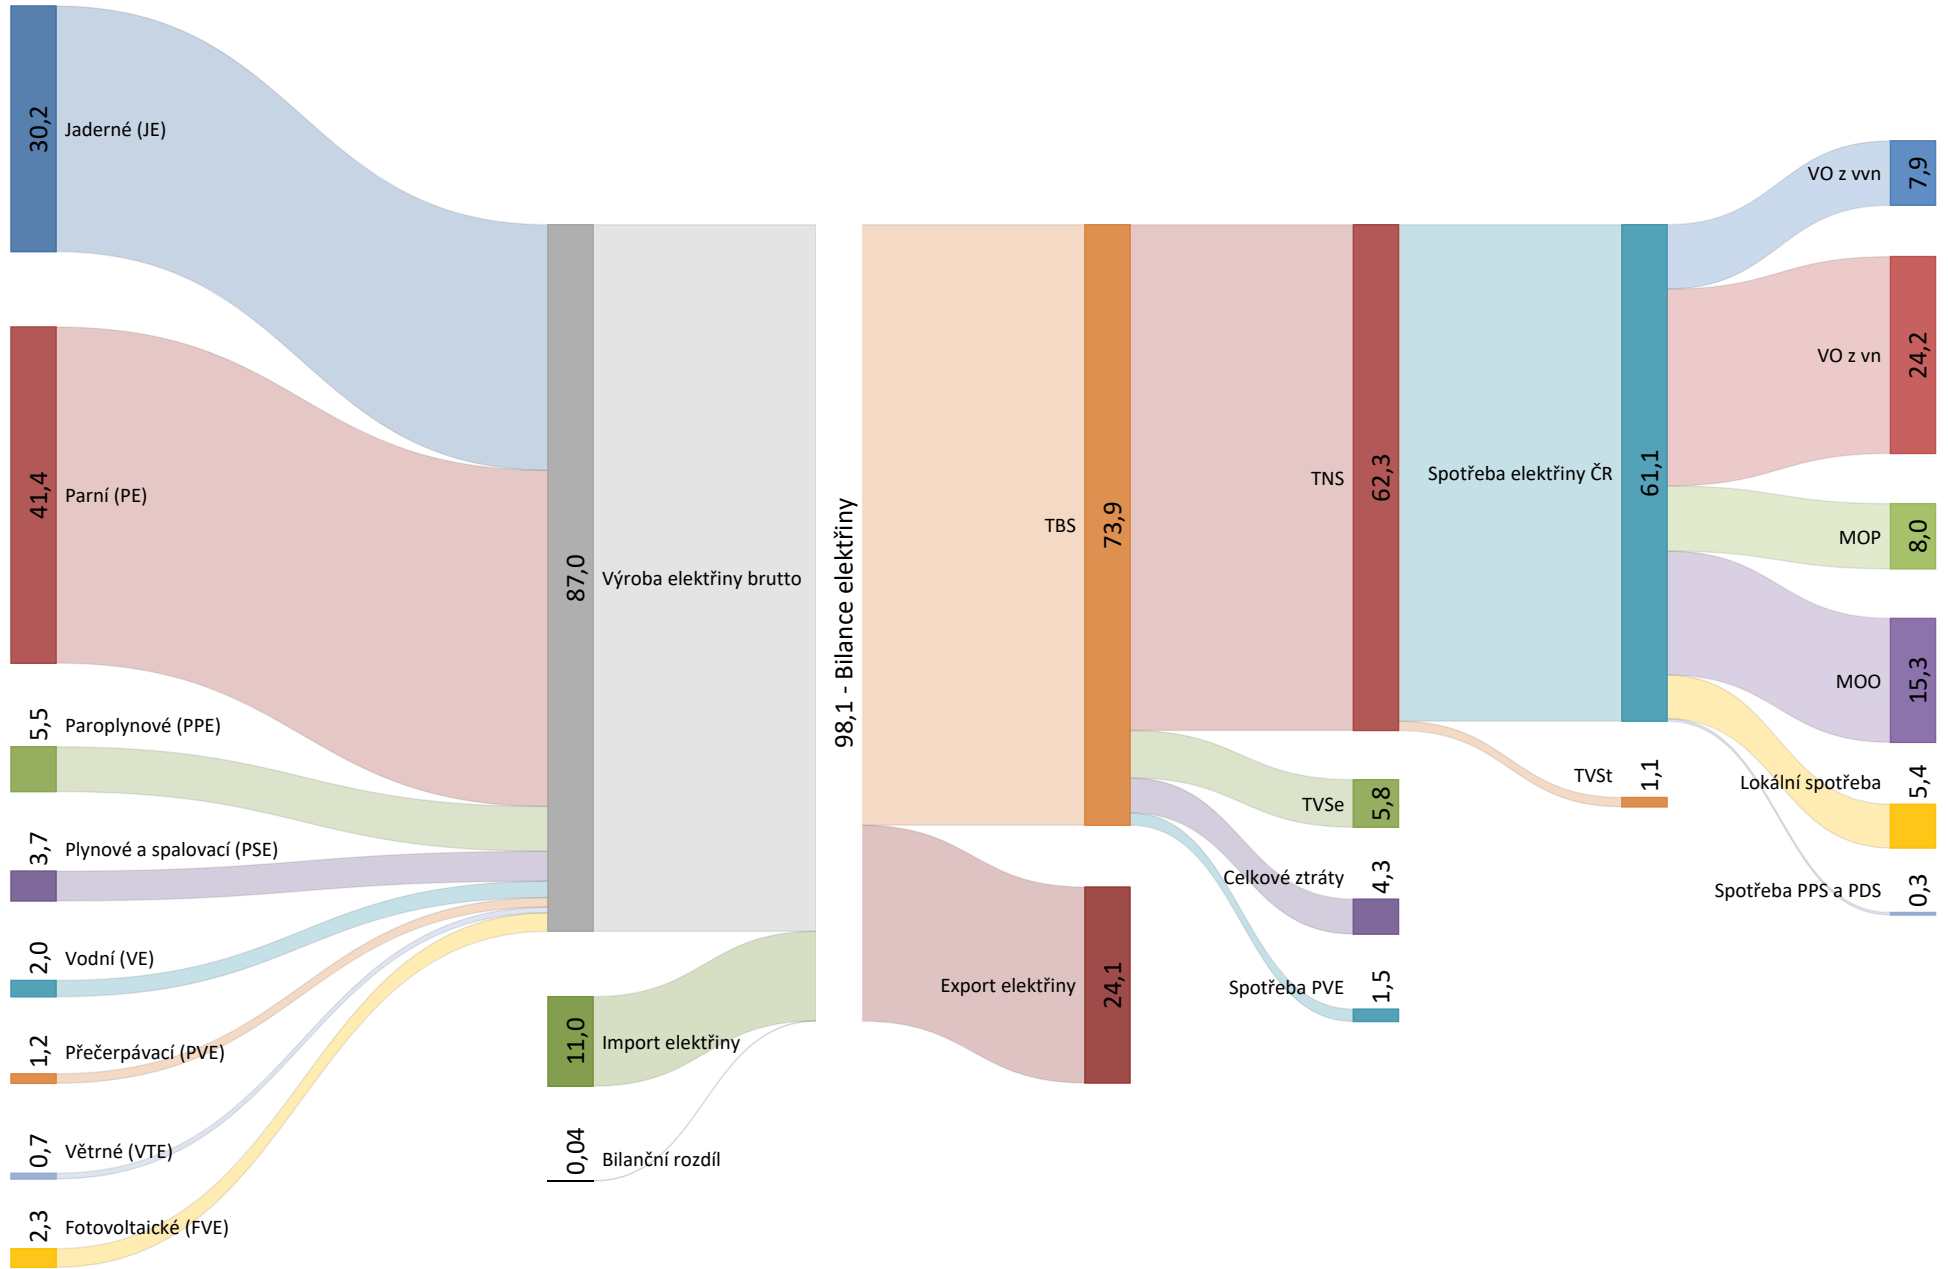 30,2
Jaderné (JE)
41,4
Parní (PE)
5,5
Paroplynové (PPE)
3,7
Plynové a spalovací (PSE)
2,0
Vodní (VE)
1,2
Přečerpávací (PVE)
0,7
Větrné (VTE)
2,3
Fotovoltaické (FVE)
87,0
Výroba elektřiny brutto
11,0
Import elektřiny
0,04
Bilanční rozdíl
98,1 - Bilance elektřiny
TBS
73,9
Export elektřiny
24,1
TNS
62,3
TVSe
5,8
Celkové ztráty
4,3
Spotřeba PVE
1,5
Spotřeba elektřiny ČR
61,1
TVSt
1,1
VO z vvn
7,9
VO z vn
24,2
MOP
8,0
MOO
15,3
Lokální spotřeba
5,4
Spotřeba PPS a PDS
0,3